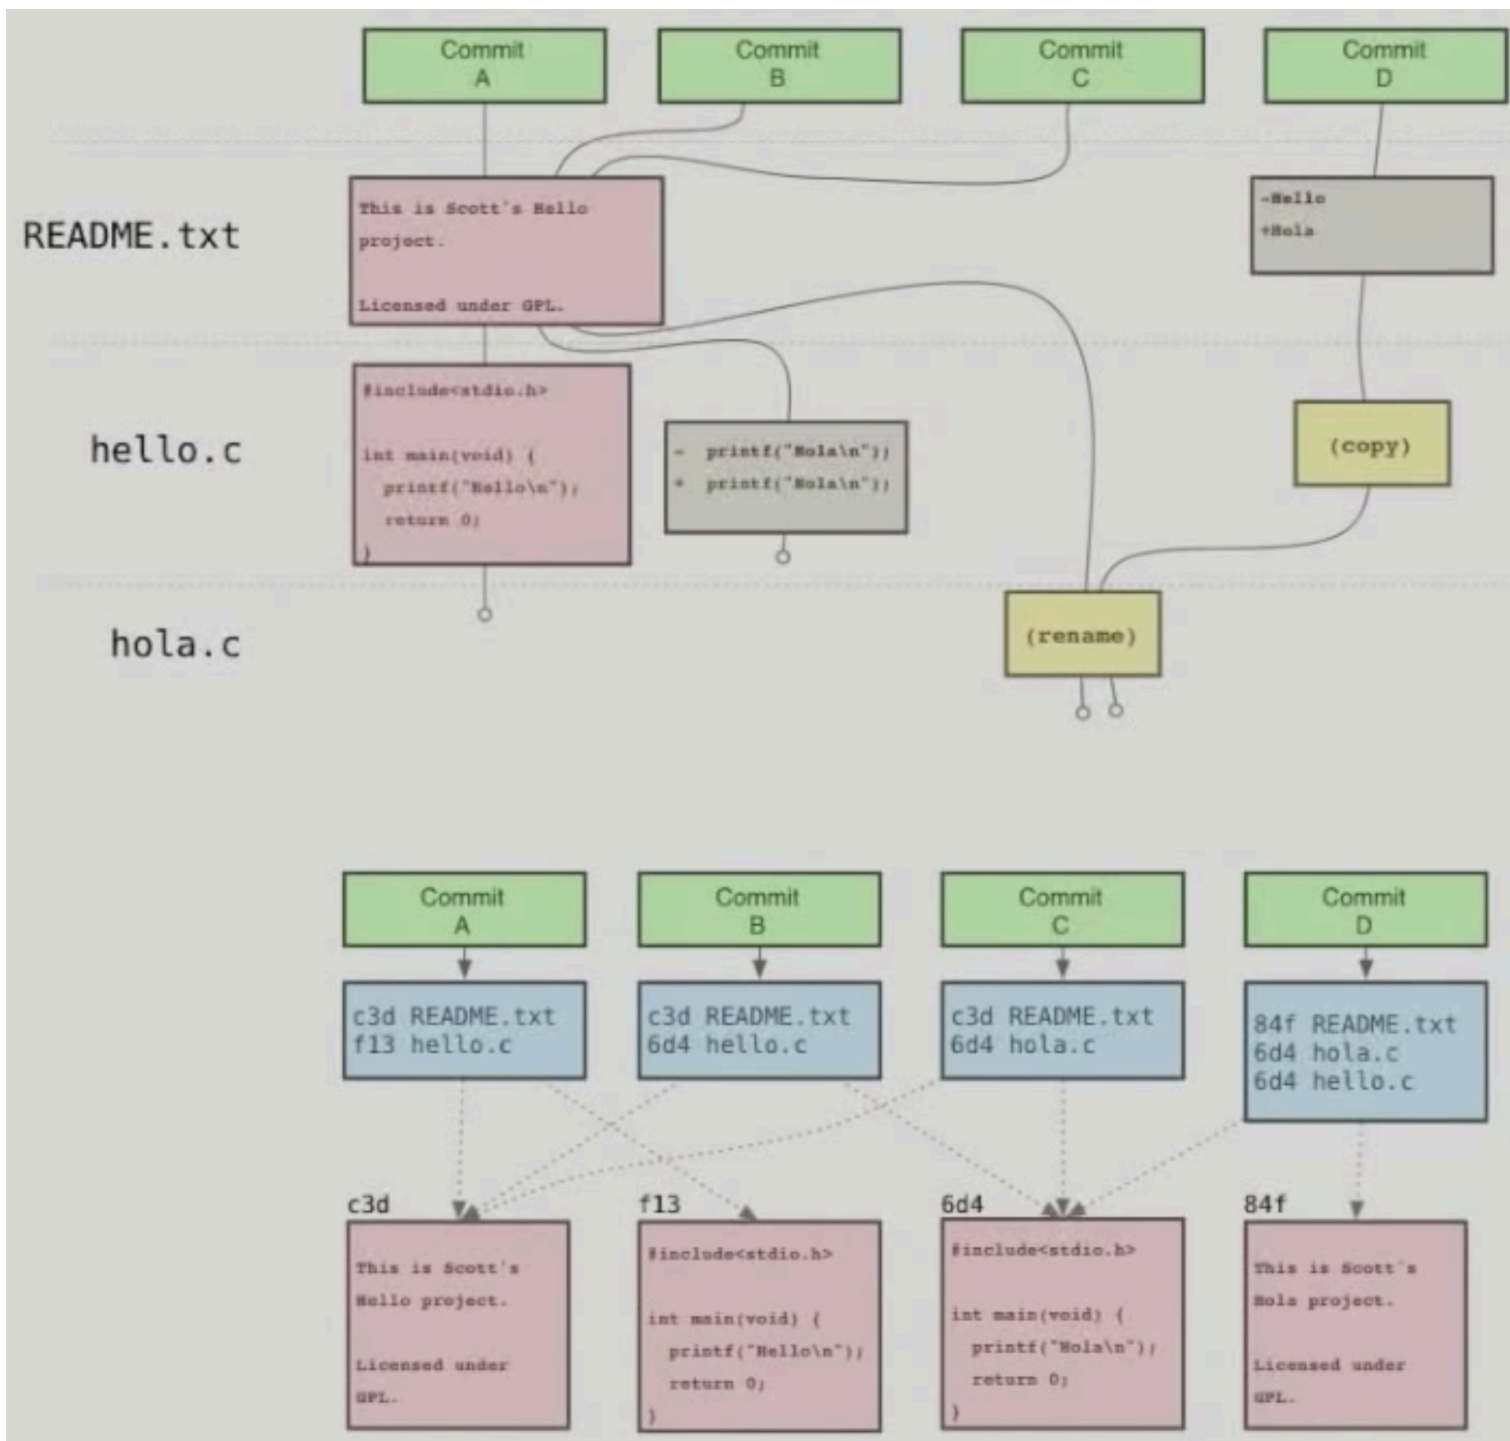 Commit
A
Commit
B
Commit
C
Commit
D
README.txt
This is Scott's Hello
project.
Licensed under GPL.
-Hello
+Hola
hello.c
#include<stdio.h>
int main(void) {
printf("Hello\n");
return 0;
}
- printf("Hola\n");
+ printf("Hola\n");
(copy)
hola.c
(rename)
Commit
A
Commit
B
Commit
C
Commit
D
c3d README.txt
f13 hello.c
c3d README.txt
6d4 hello.c
c3d README.txt
6d4 hola.c
84f README.txt
6d4 hola.c
6d4 hello.c
c3d
This is Scott's
Hello project.
Licensed under
GPL.
f13
#include<stdio.h>
int main(void) {
printf("Hello\n");
return 0;
}
6d4
#include<stdio.h>
int main(void) {
printf("Hola\n");
return 0;
}
84f
This is Scott's
Hola project.
Licensed under
GPL.